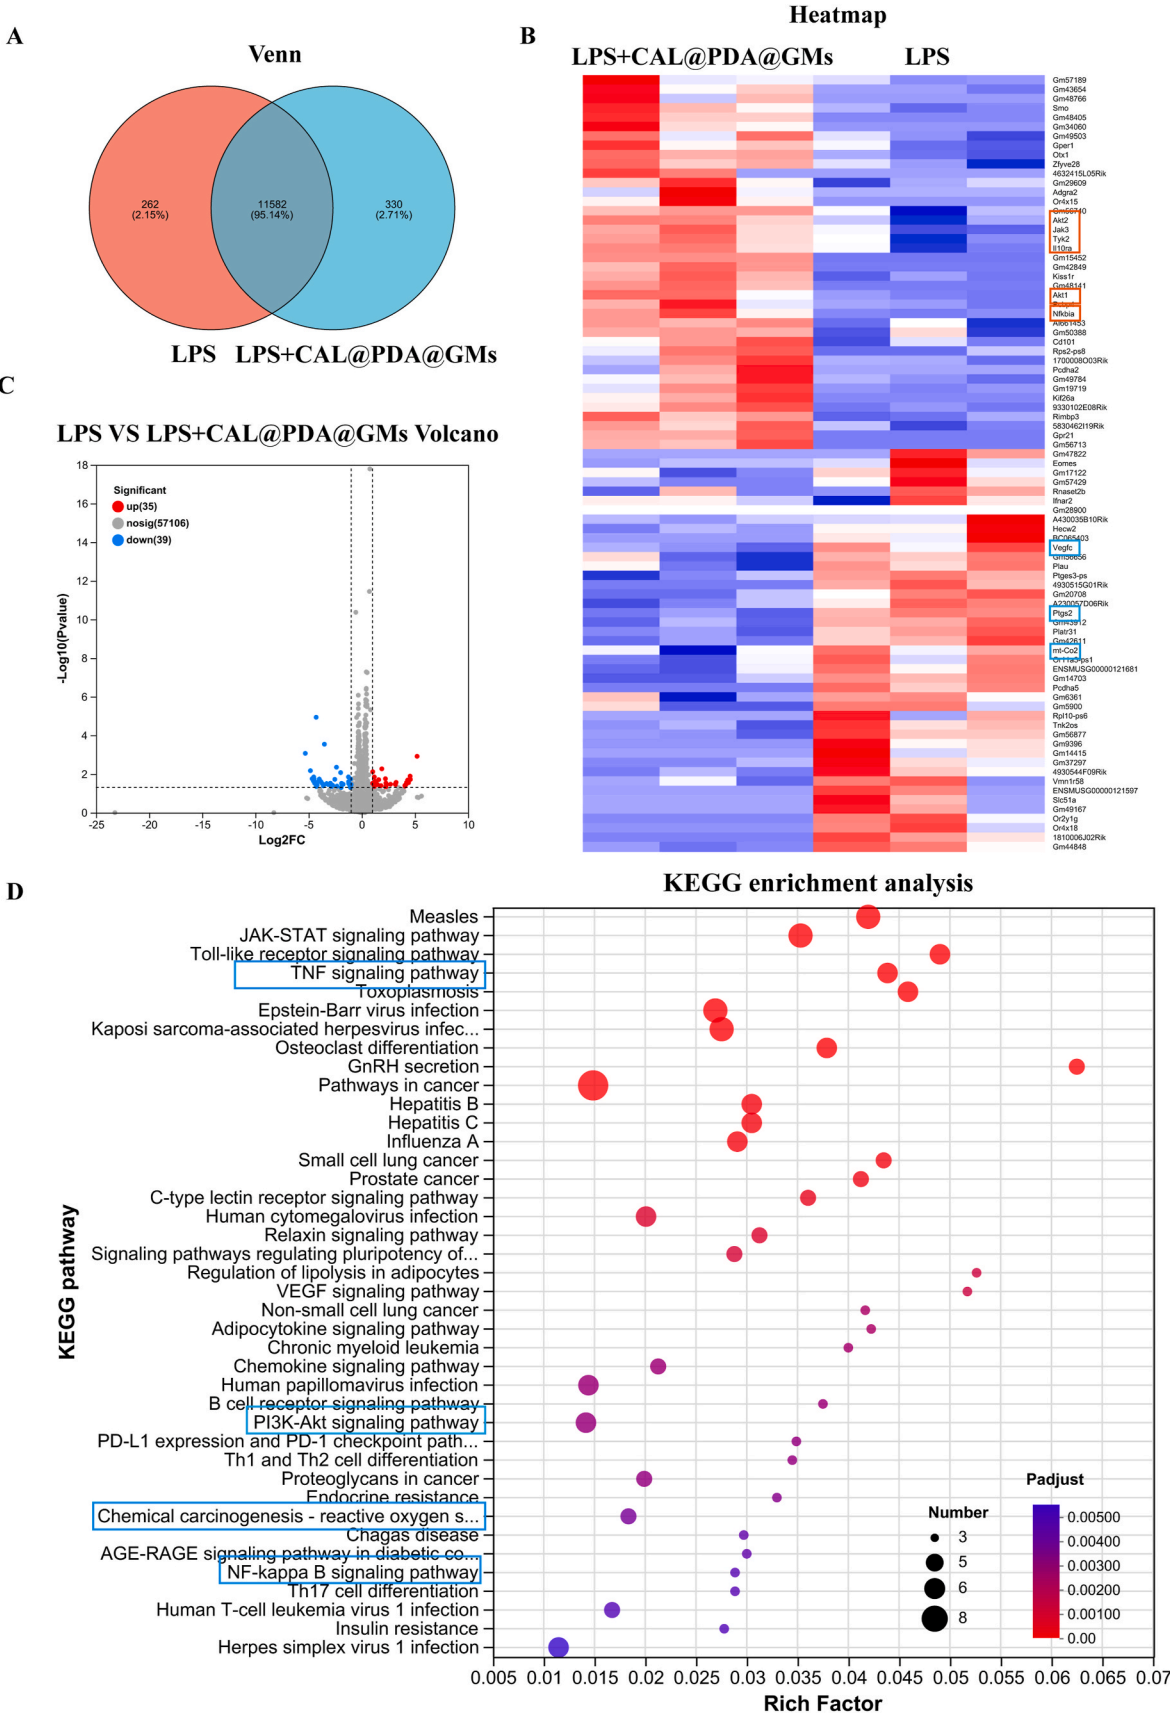 A
Venn
262
(2.15%)
11582
(95.14%)
330
(2.71%)
LPS
LPS+CAL@PDA@GMs
B
Heatmap
LPS+CAL@PDA@GMs
LPS
Gm57189
Gm43654
Gm48766
Smo
Gm48405
Gm34060
Gm49503
Gper1
Otx1
Zfyve28
4632415L05Rik
Gm29609
Adgra2
Or4x15
Akt2
Jak3
Tyk2
Il10ra
Gm15452
Gm42849
Kiss1r
Gm48141
Akt1
Nfkbia
AI661453
Gm50388
Cd101
Rps2-ps8
1700008O03Rik
Pcdha2
Gm49784
Gm19719
Kif26a
9330102E08Rik
Rimbp3
5830462I19Rik
Gpr21
Gm56713
Gm47822
Eomes
Gm17122
Gm57429
Rnaset2b
Ifnar2
Gm28900
A430035B10Rik
Hecw2
BC065403
Vegfc
Gm56656
Plau
Ptges3-ps
4930515G01Rik
Gm20708
A230057D06Rik
Ptgs2
Gm43912
Platr31
Gm42611
mt-Co2
Or11a5-ps1
ENSMUSG00000121681
Gm14703
Pcdha5
Gm6361
Gm5900
Rpl10-ps6
Tnk2os
Gm56877
Gm9396
Gm14415
Gm37297
4930544F09Rik
Vmn1r58
ENSMUSG00000121597
Slc51a
Gm49167
Or2y1g
Or4x18
1810006J02Rik
Gm44848
C
LPS VS LPS+CAL@PDA@GMs Volcano
Significant
up(35)
nosig(57106)
down(39)
-Log10(Pvalue)
18
16
14
12
10
8
6
4
2
0
-25 -20 -15 -10 -5 0 5 10
Log2FC
D
KEGG enrichment analysis
KEGG pathway
Measles
JAK-STAT signaling pathway
Toll-like receptor signaling pathway
TNF signaling pathway
Toxoplasmosis
Epstein-Barr virus infection
Kaposi sarcoma-associated herpesvirus infec...
Osteoclast differentiation
GnRH secretion
Pathways in cancer
Hepatitis B
Hepatitis C
Influenza A
Small cell lung cancer
Prostate cancer
C-type lectin receptor signaling pathway
Human cytomegalovirus infection
Relaxin signaling pathway
Signaling pathways regulating pluripotency of...
Regulation of lipolysis in adipocytes
VEGF signaling pathway
Non-small cell lung cancer
Adipocytokine signaling pathway
Chronic myeloid leukemia
Chemokine signaling pathway
Human papillomavirus infection
B cell receptor signaling pathway
PI3K-Akt signaling pathway
PD-L1 expression and PD-1 checkpoint path...
Th1 and Th2 cell differentiation
Proteoglycans in cancer
Endocrine resistance
Chemical carcinogenesis - reactive oxygen s...
Chagas disease
AGE-RAGE signaling pathway in diabetic co...
NF-kappa B signaling pathway
Th17 cell differentiation
Human T-cell leukemia virus 1 infection
Insulin resistance
Herpes simplex virus 1 infection
Number
3
5
6
8
Padjust
0.00500
0.00400
0.00300
0.00200
0.00100
0.00
0.005 0.01 0.015 0.02 0.025 0.03 0.035 0.04 0.045 0.05 0.055 0.06 0.065 0.07
Rich Factor